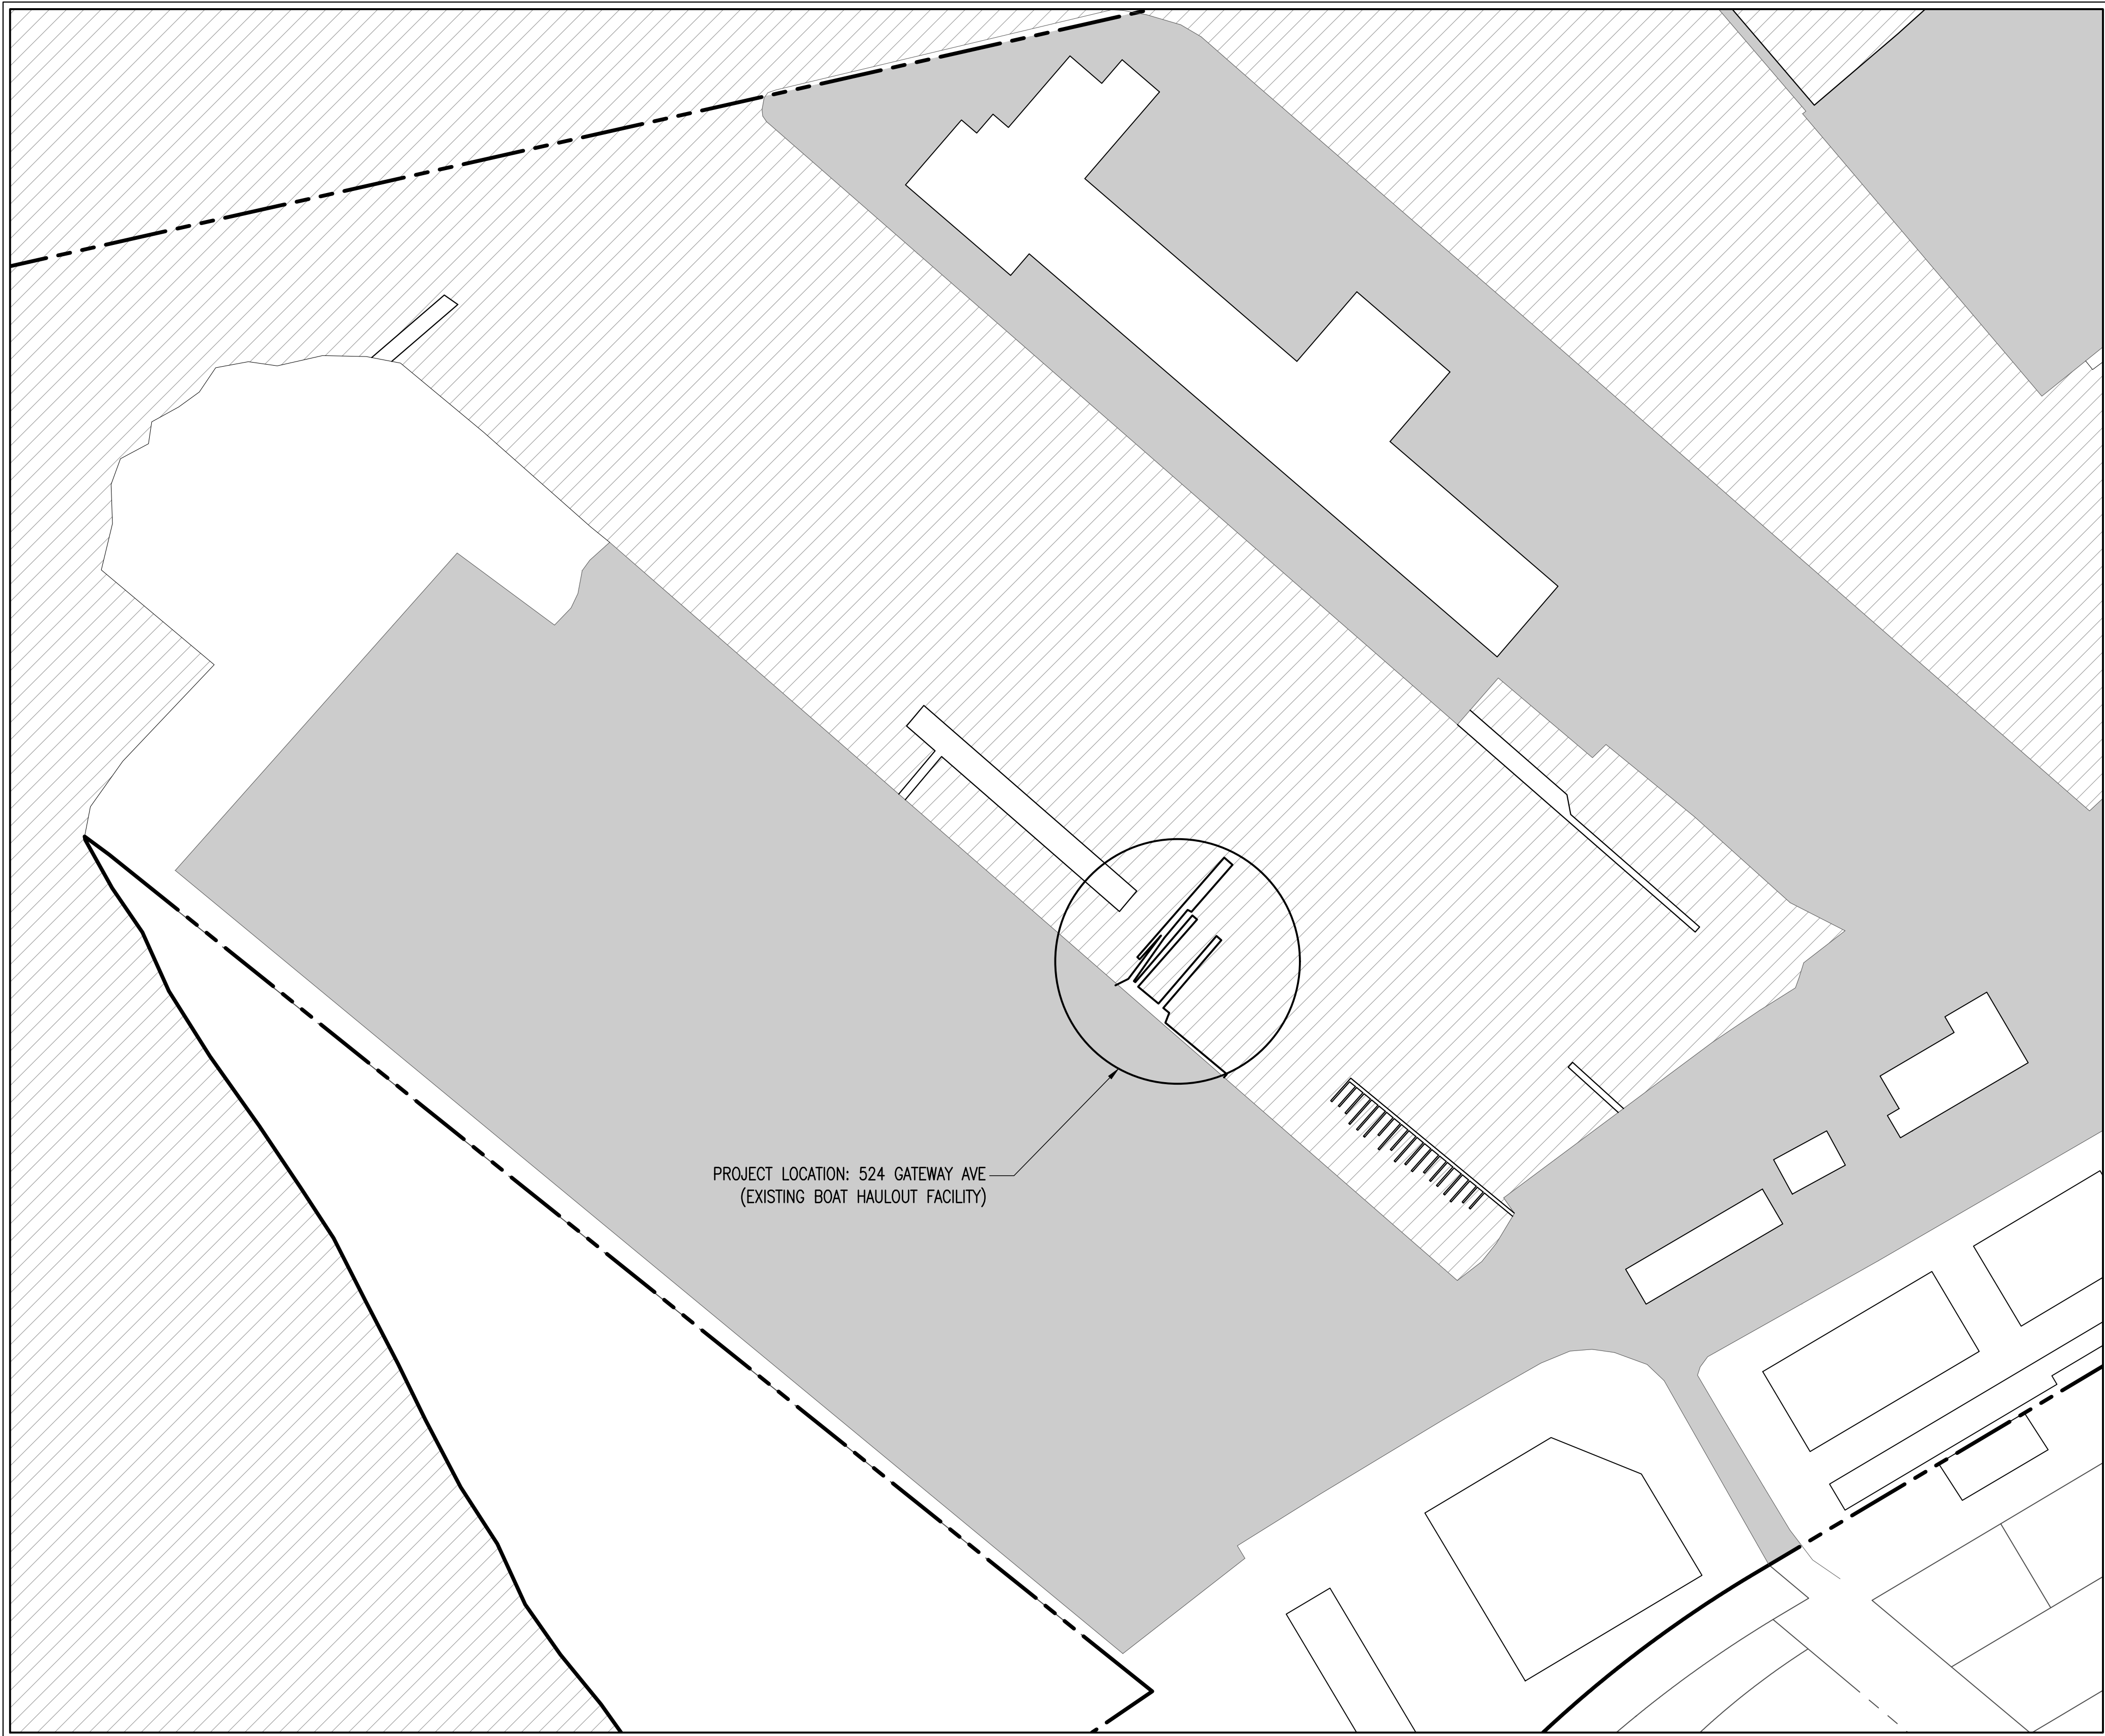 PROJECT LOCATION: 524 GATEWAY AVE
(EXISTING BOAT HAULOUT FACILITY)